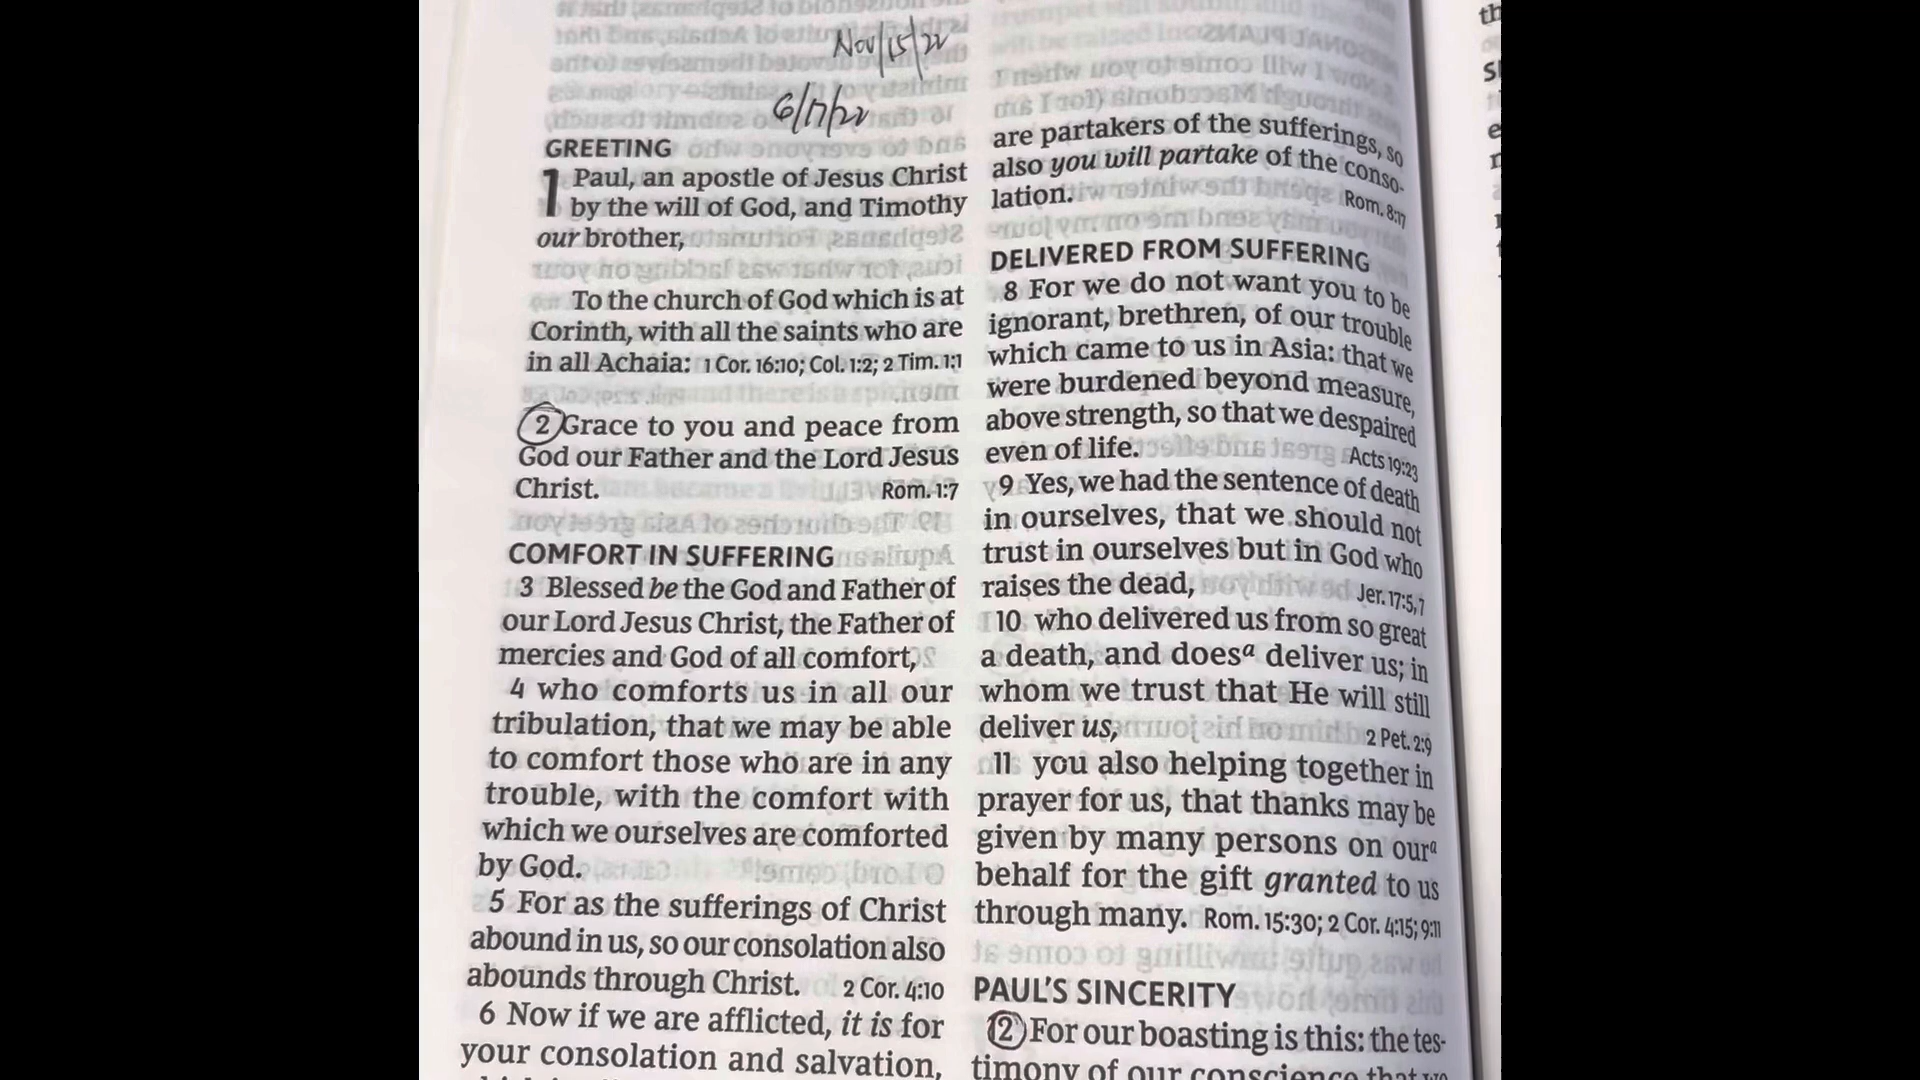 Nov/15/22
6/17/22
GREETING
1 Paul, an apostle of Jesus Christ
by the will of God, and Timothy
our brother,
To the church of God which is at
Corinth, with all the saints who are
in all Achaia: 1 Cor. 16:10; Col. 1:2; 2 Tim. 1:1
2 Grace to you and peace from
God our Father and the Lord Jesus
Christ. Rom. 1:7
COMFORT IN SUFFERING
3 Blessed be the God and Father of
our Lord Jesus Christ, the Father of
mercies and God of all comfort,
4 who comforts us in all our
tribulation, that we may be able
to comfort those who are in any
trouble, with the comfort with
which we ourselves are comforted
by God.
5 For as the sufferings of Christ
abound in us, so our consolation also
abounds through Christ. 2 Cor. 4:10
6 Now if we are afflicted, it is for
your consolation and salvation,
are partakers of the sufferings, so
also you will partake of the conso-
lation. Rom. 8:17
DELIVERED FROM SUFFERING
8 For we do not want you to be
ignorant, brethren, of our trouble
which came to us in Asia: that we
were burdened beyond measure,
above strength, so that we despaired
even of life. Acts 19:23
9 Yes, we had the sentence of death
in ourselves, that we should not
trust in ourselves but in God who
raises the dead, Jer. 17:5,7
10 who delivered us from so great
a death, and does^a deliver us; in
whom we trust that He will still
deliver us, 2 Pet. 2:9
11 you also helping together in
prayer for us, that thanks may be
given by many persons on our^a
behalf for the gift granted to us
through many. Rom. 15:30; 2 Cor. 4:15; 9:11
PAUL'S SINCERITY
12 For our boasting is this: the tes-
timony of our conscience that we